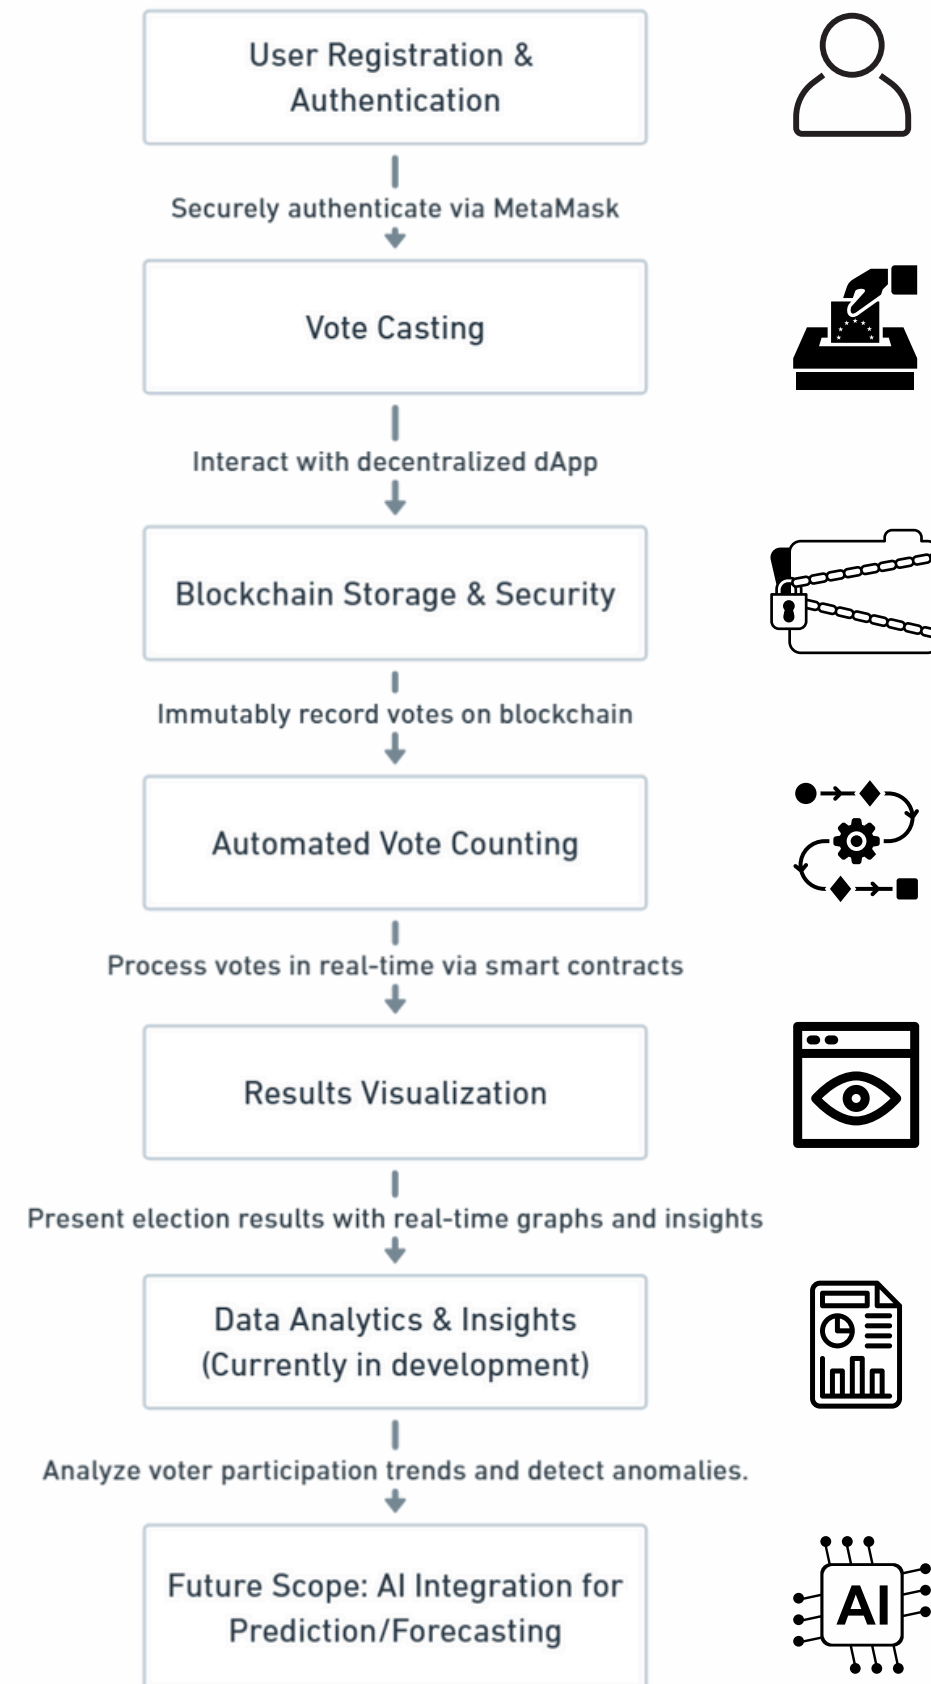 User Registration &
Authentication
Securely authenticate via MetaMask
Vote Casting
Interact with decentralized dApp
Blockchain Storage & Security
Immutably record votes on blockchain
Automated Vote Counting
Process votes in real-time via smart contracts
Results Visualization
Present election results with real-time graphs and insights
Data Analytics & Insights
(Currently in development)
Analyze voter participation trends and detect anomalies.
Future Scope: AI Integration for
Prediction/Forecasting
AI